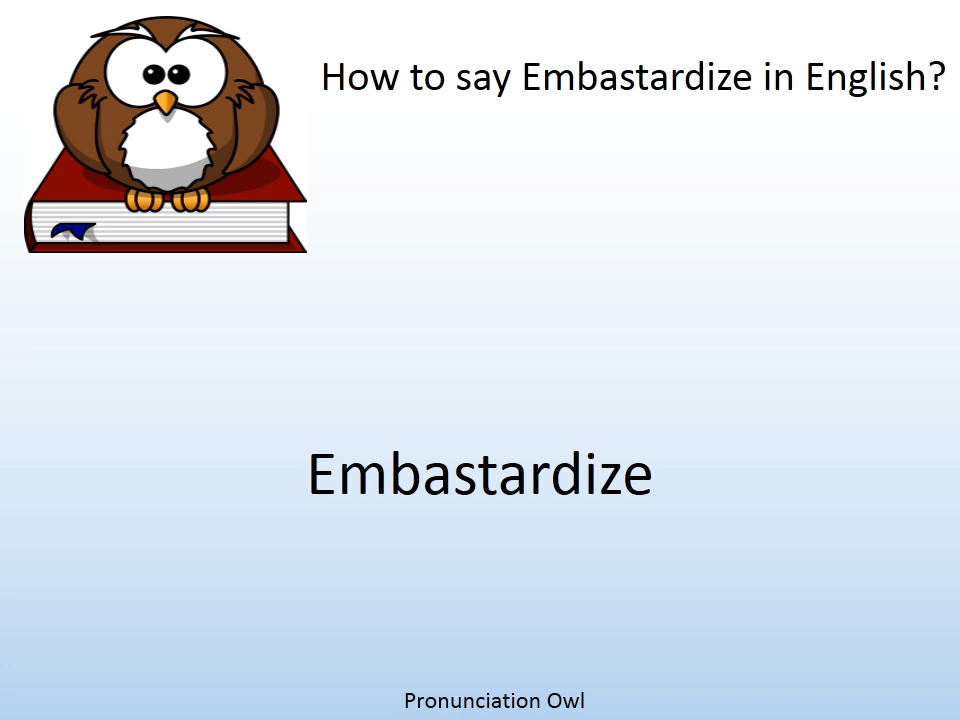 How to say Embastardize in English?
Embastardize
Pronunciation Owl